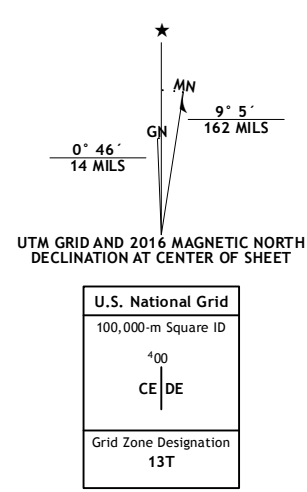 ★
MN
GN
9° 5´
162 MILS
0° 46´
14 MILS
UTM GRID AND 2016 MAGNETIC NORTH
DECLINATION AT CENTER OF SHEET
U.S. National Grid
100,000-m Square ID
⁴00
CE DE
Grid Zone Designation
13T